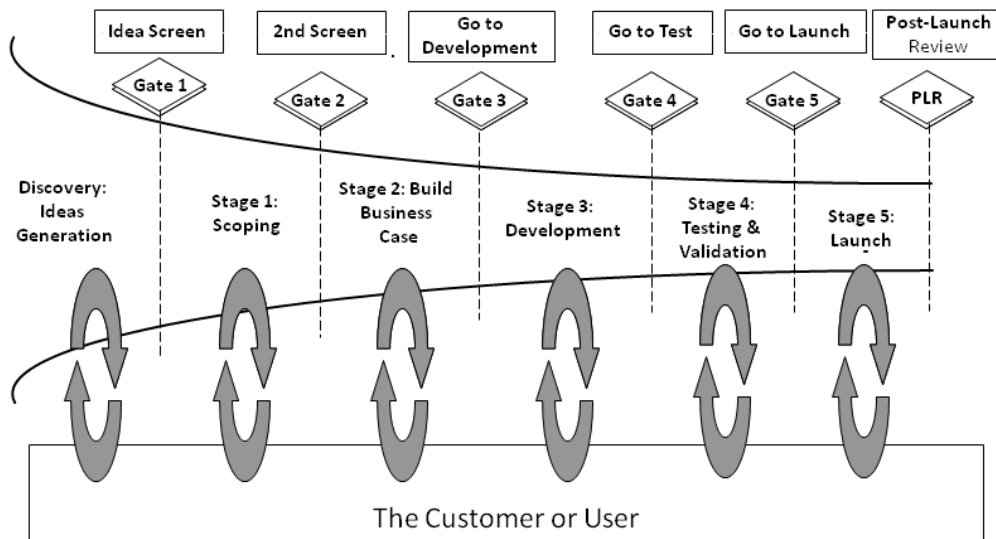 Idea Screen
2nd Screen
.
Go to
Development
Go to Test
Go to Launch
Post-Launch
Review
Gate 1
Gate 2
Gate 3
Gate 4
Gate 5
PLR
Discovery:
Ideas
Generation
Stage 1:
Scoping
Stage 2: Build
Business
Case
Stage 3:
Development
Stage 4:
Testing &
Validation
Stage 5:
Launch
The Customer or User